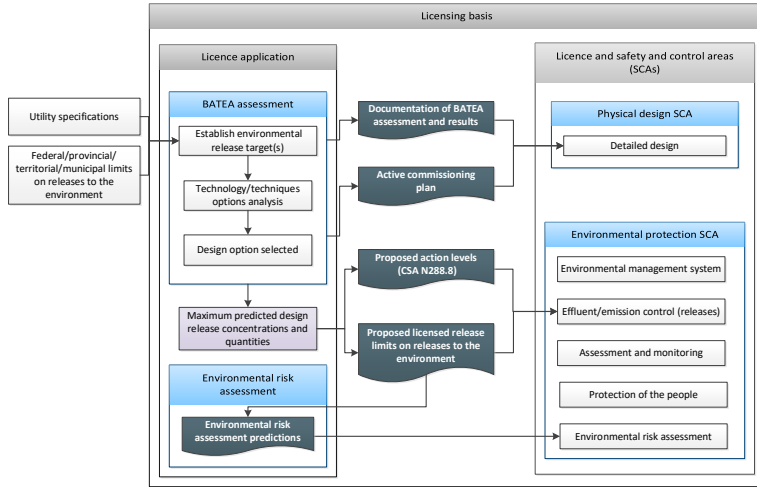 Licensing basis
Licence application
BATEA assessment
Establish environmental
release target(s)
Technology/techniques
options analysis
Design option selected
Maximum predicted design
release concentrations and
quantities
Environmental risk
assessment
Environmental risk
assessment predictions
Utility specifications
Federal/provincial/
territorial/municipal limits
on releases to the
environment
Documentation of BATEA
assessment and results
Active commissioning
plan
Proposed action levels
(CSA N288.8)
Proposed licensed release
limits on releases to the
environment
Licence and safety and control areas
(SCAs)
Physical design SCA
Detailed design
Environmental protection SCA
Environmental management system
Effluent/emission control (releases)
Assessment and monitoring
Protection of the people
Environmental risk assessment